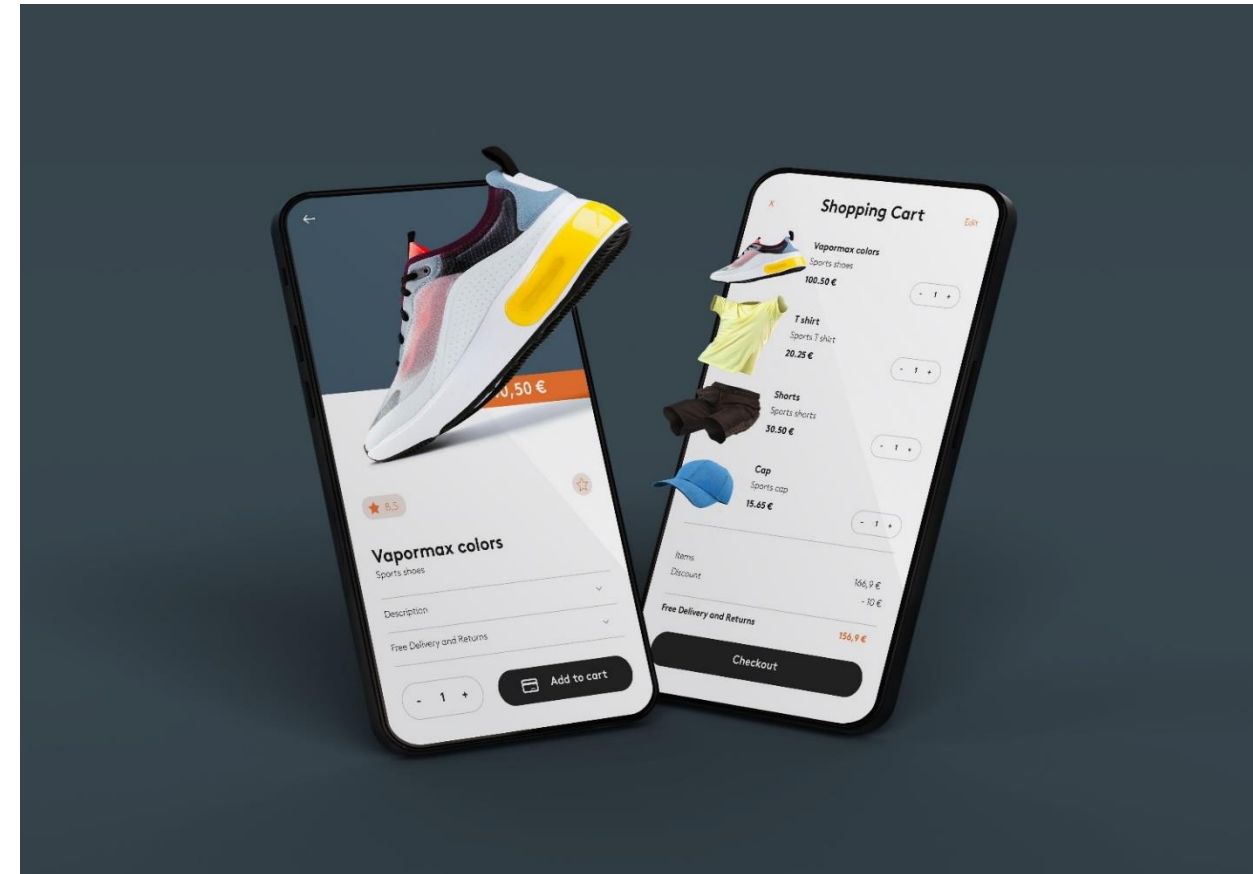 ,50 €
8,5
Vapormax colors
Sports shoes
Description
Free Delivery and Returns
- 1 +
Add to cart
Shopping Cart
X
Edit
Vapormax colors
Sports shoes
100.50 €
- 1 +
T shirt
Sports T shirt
20.25 €
- 1 +
Shorts
Sports shorts
30.50 €
- 1 +
Cap
Sports cap
15.65 €
- 1 +
Items 166,9 €
Discount - 10 €
Free Delivery and Returns 156,9 €
Checkout